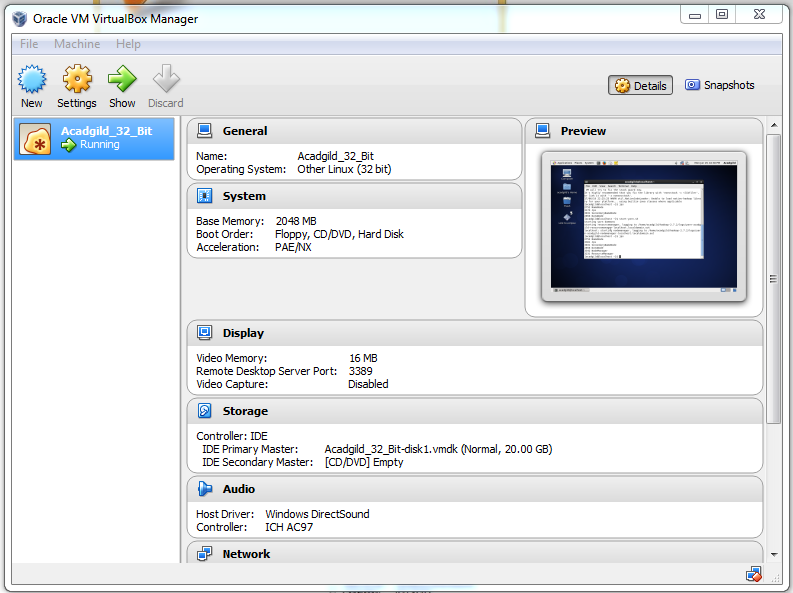 Oracle VM VirtualBox Manager
File Machine Help
New Settings Show Discard
Details Snapshots
Acadgild_32_Bit
Running
General
Name: Acadgild_32_Bit
Operating System: Other Linux (32 bit)
System
Base Memory: 2048 MB
Boot Order: Floppy, CD/DVD, Hard Disk
Acceleration: PAE/NX
Preview
Display
Video Memory: 16 MB
Remote Desktop Server Port: 3389
Video Capture: Disabled
Storage
Controller: IDE
IDE Primary Master: Acadgild_32_Bit-disk1.vmdk (Normal, 20.00 GB)
IDE Secondary Master: [CD/DVD] Empty
Audio
Host Driver: Windows DirectSound
Controller: ICH AC97
Network